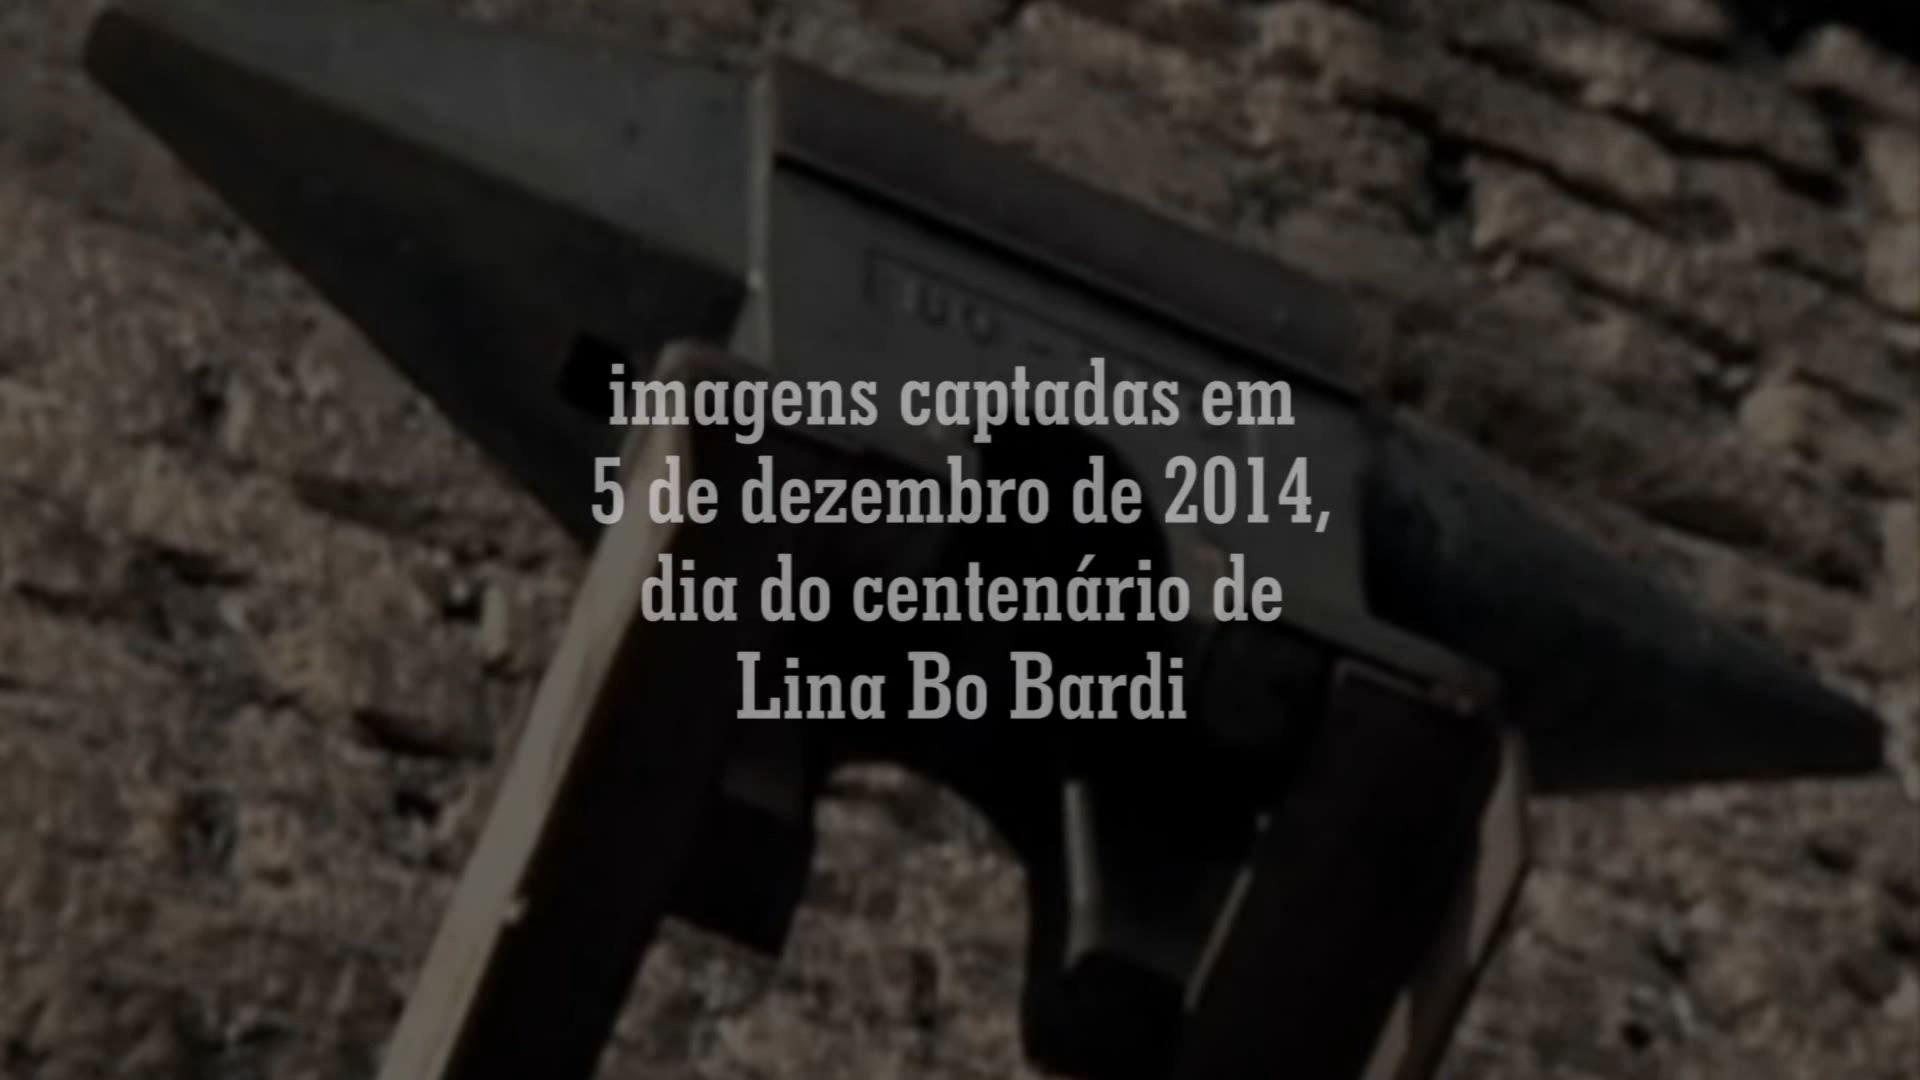 imagens captadas em
5 de dezembro de 2014,
dia do centenário de
Lina Bo Bardi